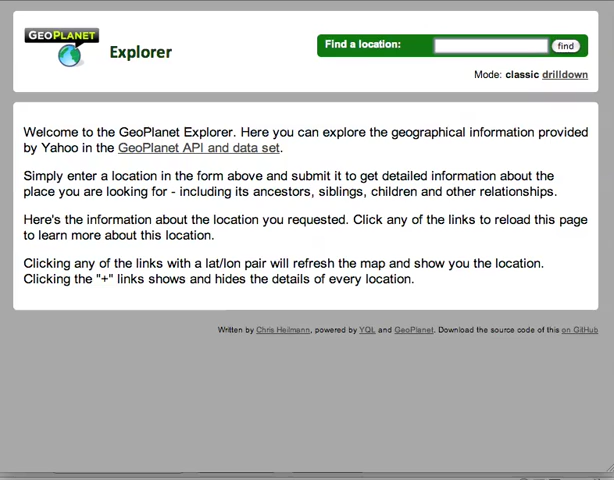 GEOPLANET
Explorer
Find a location:
find
Mode: classic drilldown
Welcome to the GeoPlanet Explorer. Here you can explore the geographical information provided
by Yahoo in the GeoPlanet API and data set.
Simply enter a location in the form above and submit it to get detailed information about the
place you are looking for - including its ancestors, siblings, children and other relationships.
Here's the information about the location you requested. Click any of the links to reload this page
to learn more about this location.
Clicking any of the links with a lat/lon pair will refresh the map and show you the location.
Clicking the "+" links shows and hides the details of every location.
Written by Chris Heilmann, powered by YQL and GeoPlanet. Download the source code of this on GitHub